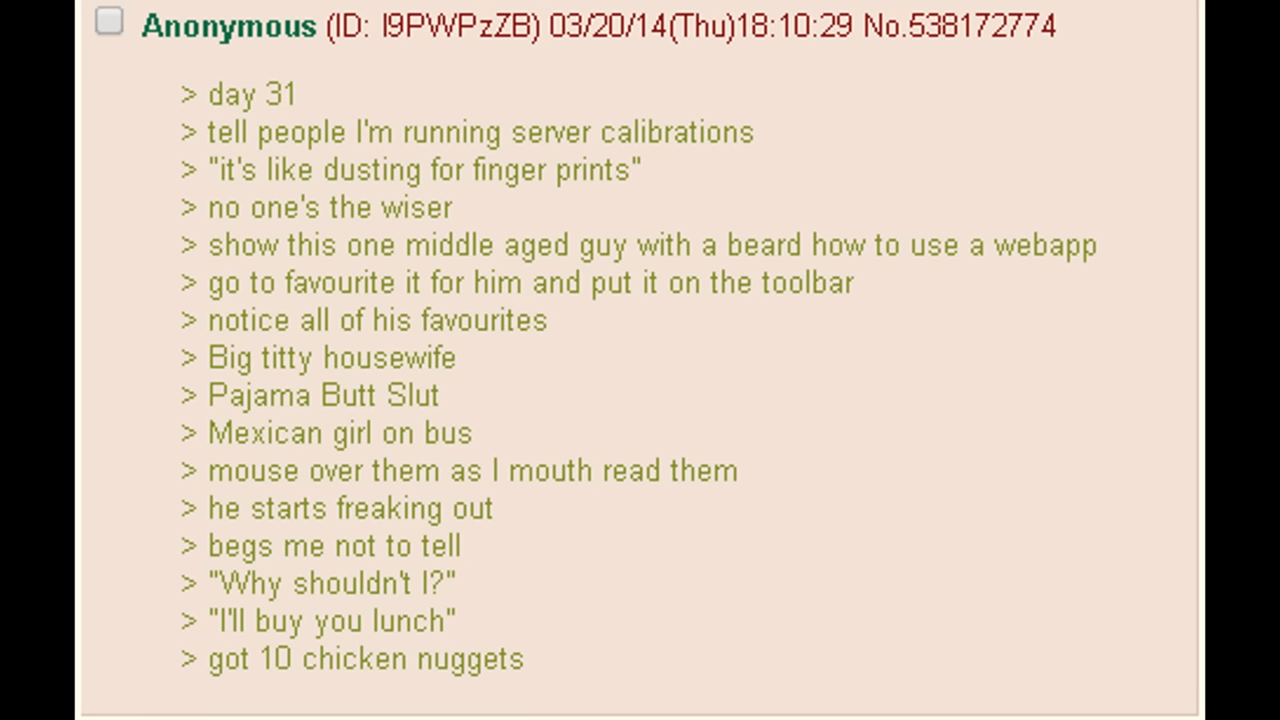 Anonymous (ID: I9PWPzZB) 03/20/14(Thu)18:10:29 No.538172774
> day 31
> tell people I'm running server calibrations
> "it's like dusting for finger prints"
> no one's the wiser
> show this one middle aged guy with a beard how to use a webapp
> go to favourite it for him and put it on the toolbar
> notice all of his favourites
> Big titty housewife
> Pajama Butt Slut
> Mexican girl on bus
> mouse over them as I mouth read them
> he starts freaking out
> begs me not to tell
> "Why shouldn't I?"
> "I'll buy you lunch"
> got 10 chicken nuggets